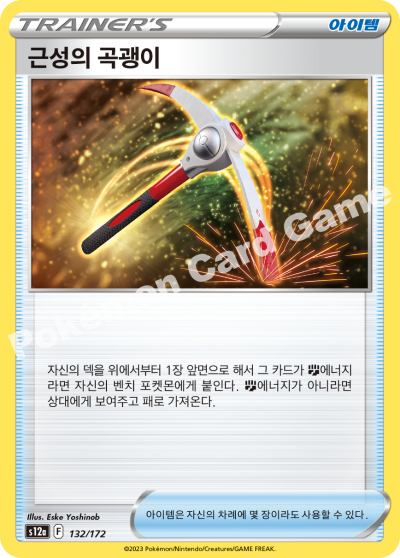 TRAINER'S 아이템
근성의 곡괭이
Pokémon Card Game
자신의 덱을 위에서부터 1장 앞면으로 해서 그 카드가 에너지
라면 자신의 벤치 포켓몬에게 붙인다. 에너지가 아니라면
상대에게 보여주고 패로 가져온다.
Illus. Eske Yoshinob
s12a F 132/172
아이템은 자신의 차례에 몇 장이라도 사용할 수 있다.
©2023 Pokémon/Nintendo/Creatures/GAME FREAK.